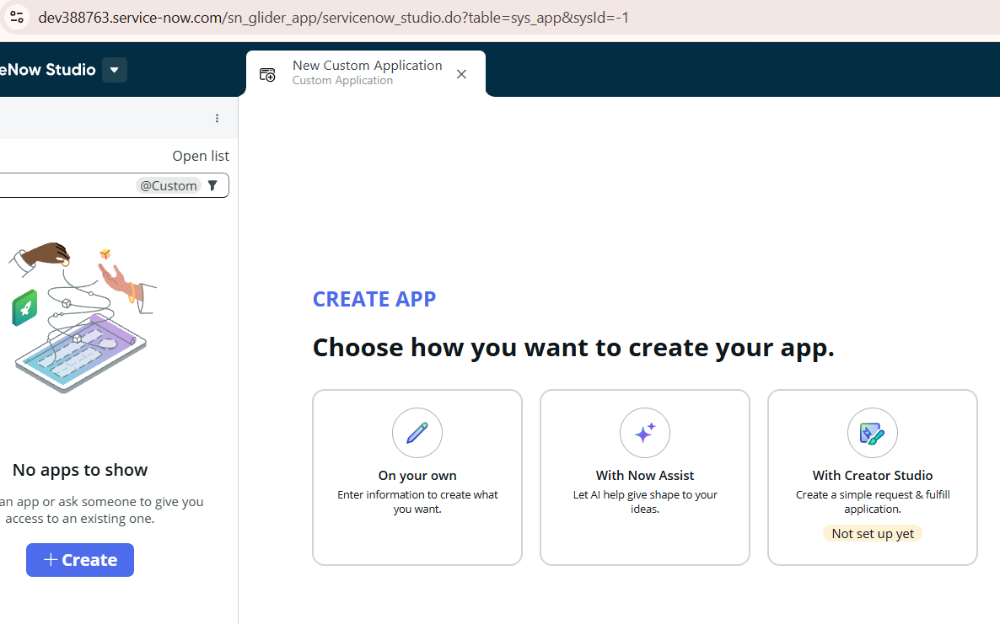 dev388763.service-now.com/sn_glider_app/servicenow_studio.do?table=sys_app&sysId=-1
eNow Studio
New Custom Application
Custom Application
Open list
@Custom
No apps to show
an app or ask someone to give you
access to an existing one.
+ Create
CREATE APP
Choose how you want to create your app.
On your own
Enter information to create what
you want.
With Now Assist
Let AI help give shape to your
ideas.
With Creator Studio
Create a simple request & fulfill
application.
Not set up yet